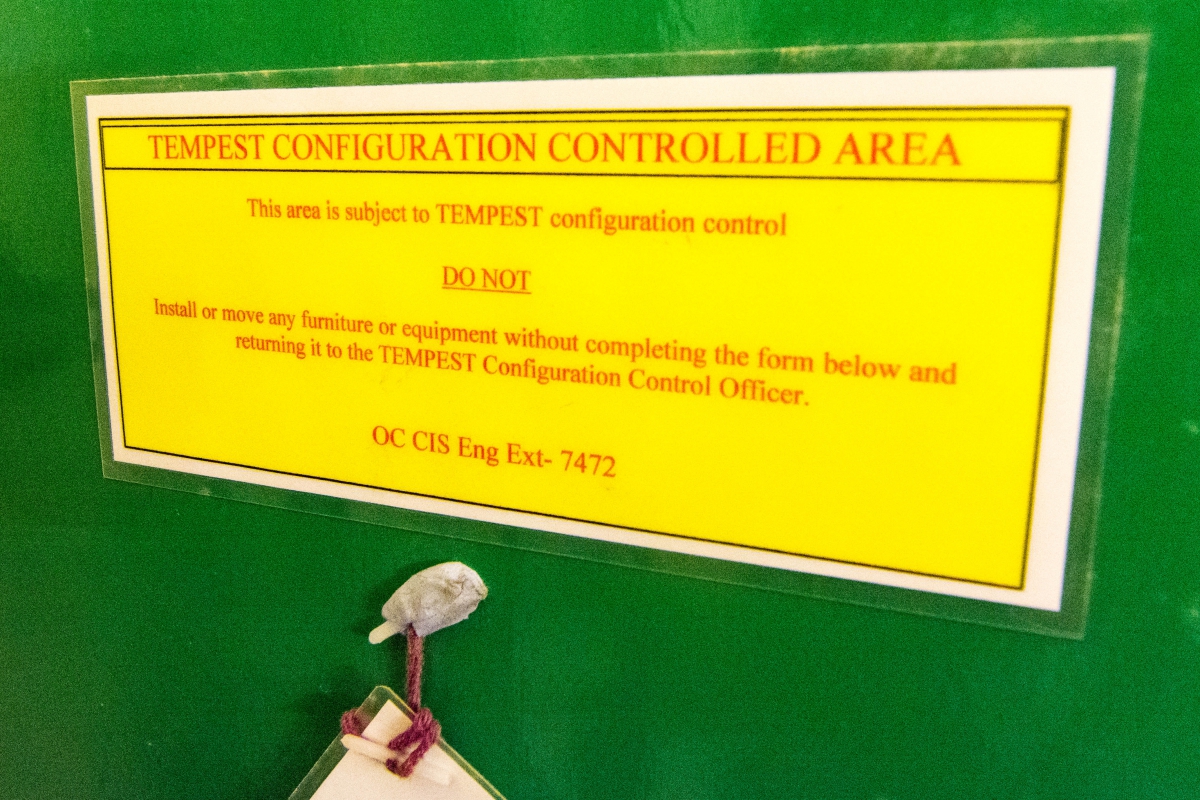 TEMPEST CONFIGURATION CONTROLLED AREA
This area is subject to TEMPEST configuration control
DO NOT
Install or move any furniture or equipment without completing the form below and
returning it to the TEMPEST Configuration Control Officer.
OC CIS Eng Ext- 7472